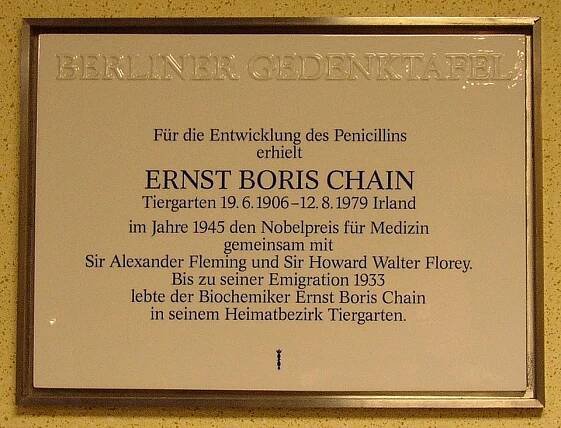 BERLINER GEDENKTAFEL
Für die Entwicklung des Penicillins
erhielt
ERNST BORIS CHAIN
Tiergarten 19.6.1906–12.8.1979 Irland
im Jahre 1945 den Nobelpreis für Medizin
gemeinsam mit
Sir Alexander Fleming und Sir Howard Walter Florey.
Bis zu seiner Emigration 1933
lebte der Biochemiker Ernst Boris Chain
in seinem Heimatbezirk Tiergarten.